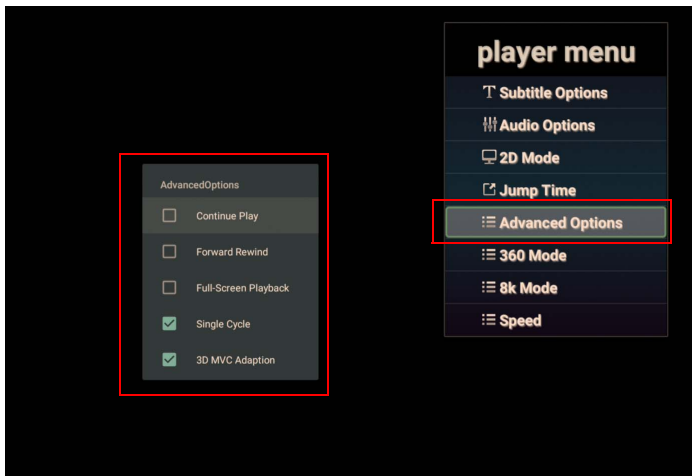 player menu
Subtitle Options
Audio Options
2D Mode
Jump Time
Advanced Options
360 Mode
8k Mode
Speed
AdvancedOptions
Continue Play
Forward Rewind
Full-Screen Playback
Single Cycle
3D MVC Adaption